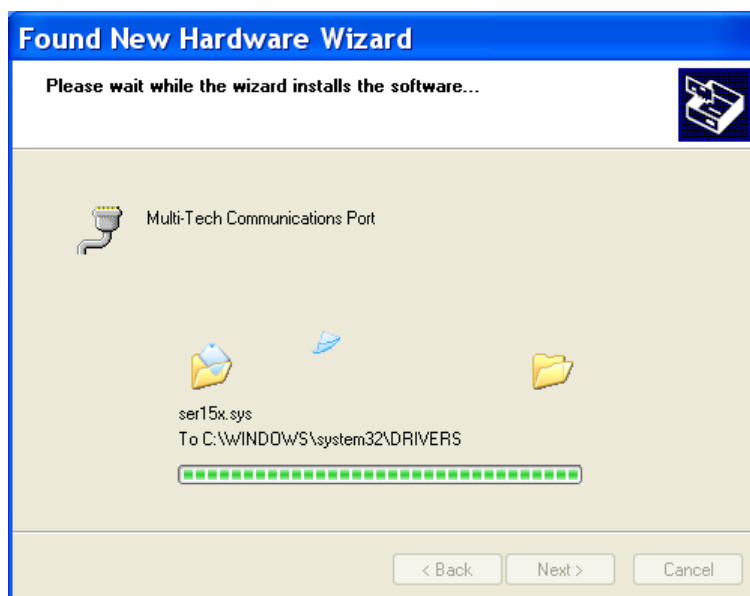 Found New Hardware Wizard
Please wait while the wizard installs the software...
Multi-Tech Communications Port
ser15x.sys
To C:\WINDOWS\system32\DRIVERS
< Back
Next >
Cancel